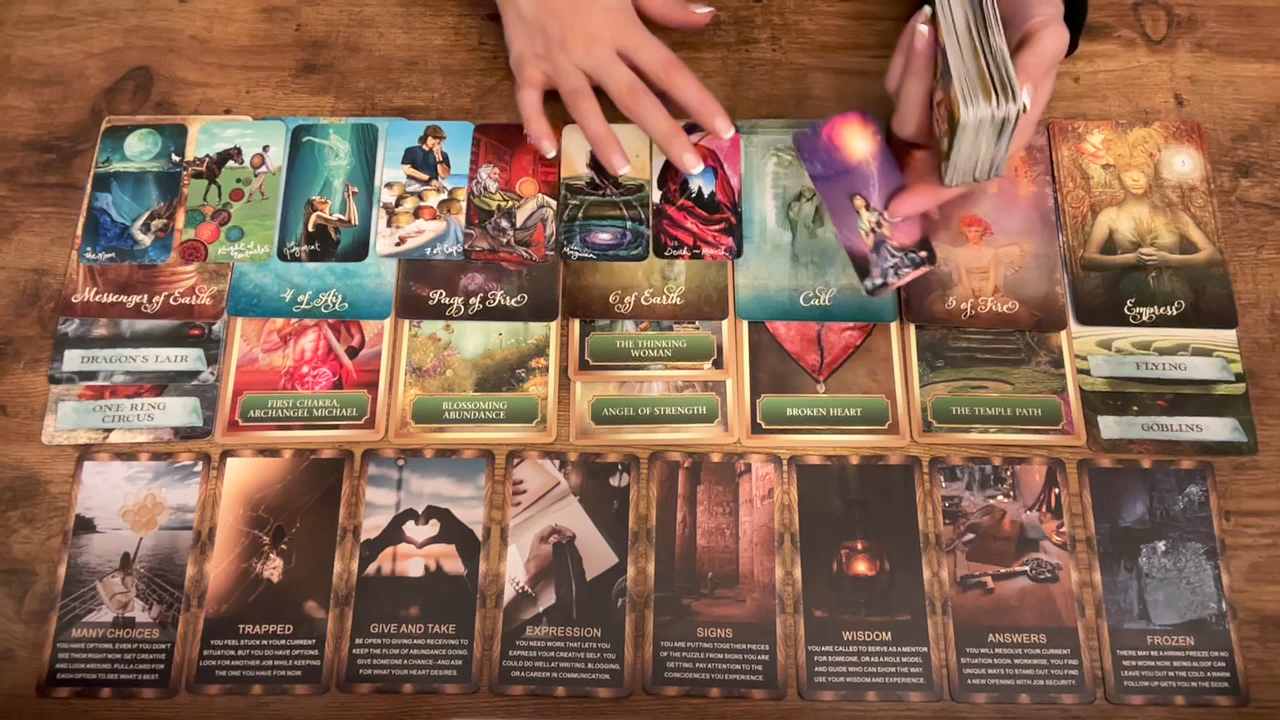 the Moon
Knight of
Pentacles
20
Judgement
7 of Cups
the
Magician
13
Death and Rebirth
3
Messenger of Earth
4 of Air
Page of Fire
6 of Earth
Call
5 of Fire
Empress
DRAGON'S LAIR
ONE-RING
CIRCUS
FIRST CHAKRA,
ARCHANGEL MICHAEL
BLOSSOMING
ABUNDANCE
THE THINKING
WOMAN
ANGEL OF STRENGTH
BROKEN HEART
THE TEMPLE PATH
FLYING
GOBLINS
MANY CHOICES
YOU HAVE OPTIONS, EVEN IF YOU DON'T
SEE THEM RIGHT NOW. GET CREATIVE
AND LOOK AROUND. PULL A CARD FOR
EACH OPTION TO SEE WHAT'S BEST.
TRAPPED
YOU FEEL STUCK IN YOUR CURRENT
SITUATION, BUT YOU DO HAVE OPTIONS.
LOOK FOR ANOTHER JOB WHILE KEEPING
THE ONE YOU HAVE FOR NOW.
GIVE AND TAKE
BE OPEN TO GIVING AND RECEIVING TO
KEEP THE FLOW OF ABUNDANCE GOING.
GIVE SOMEONE A CHANCE—AND ASK
FOR WHAT YOUR HEART DESIRES.
EXPRESSION
YOU NEED WORK THAT LETS YOU
EXPRESS YOUR CREATIVE SELF. YOU
COULD DO WELL AT WRITING, BLOGGING,
OR A CAREER IN COMMUNICATION.
SIGNS
YOU ARE PUTTING TOGETHER PIECES
OF THE PUZZLE FROM SIGNS YOU ARE
GETTING. PAY ATTENTION TO THE
COINCIDENCES YOU EXPERIENCE.
WISDOM
YOU ARE CALLED TO SERVE AS A MENTOR
FOR SOMEONE, OR AS A ROLE MODEL
AND GUIDE WHO CAN SHOW THE WAY.
USE YOUR WISDOM AND EXPERIENCE.
ANSWERS
YOU WILL RESOLVE YOUR CURRENT
SITUATION SOON. WORKWISE, YOU FIND
UNIQUE WAYS TO STAND OUT. YOU FIND
A NEW OPENING WITH JOB SECURITY.
FROZEN
THERE MAY BE A HIRING FREEZE OR NO
NEW WORK NOW. BEING ALOOF CAN
LEAVE YOU OUT IN THE COLD. A WARM
FOLLOW-UP GETS YOU IN THE DOOR.